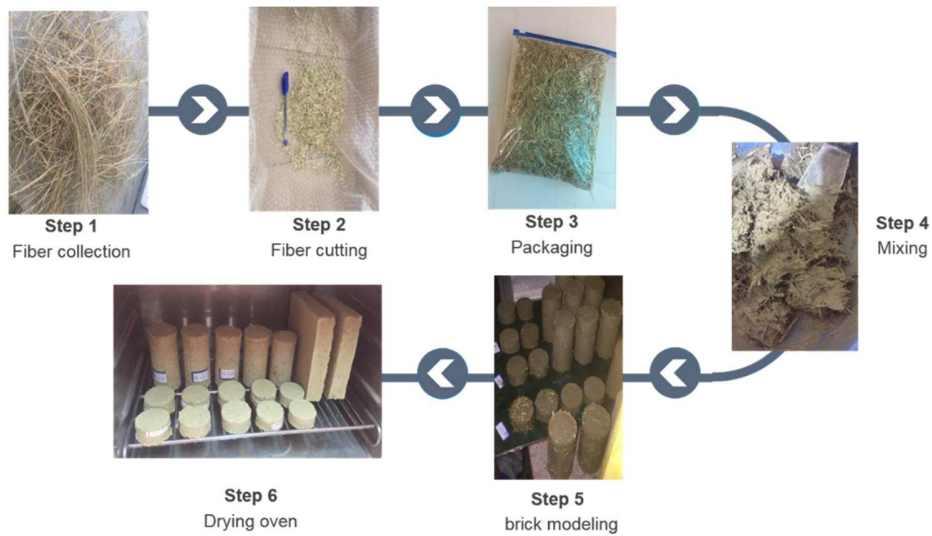 Step 1
Fiber collection
Step 2
Fiber cutting
Step 3
Packaging
Step 4
Mixing
Step 5
brick modeling
Step 6
Drying oven